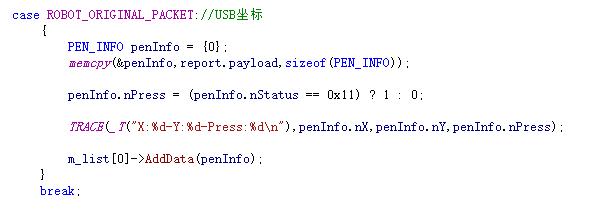 case ROBOT_ORIGINAL_PACKET://USB坐标
{
PEN_INFO penInfo = {0};
memcpy(&penInfo,report.payload,sizeof(PEN_INFO));
penInfo.nPress = (penInfo.nStatus == 0x11) ? 1 : 0;
TRACE(_T("X:%d-Y:%d-Press:%d\n"),penInfo.nX,penInfo.nY,penInfo.nPress);
m_list[0]->AddData(penInfo);
}
break;